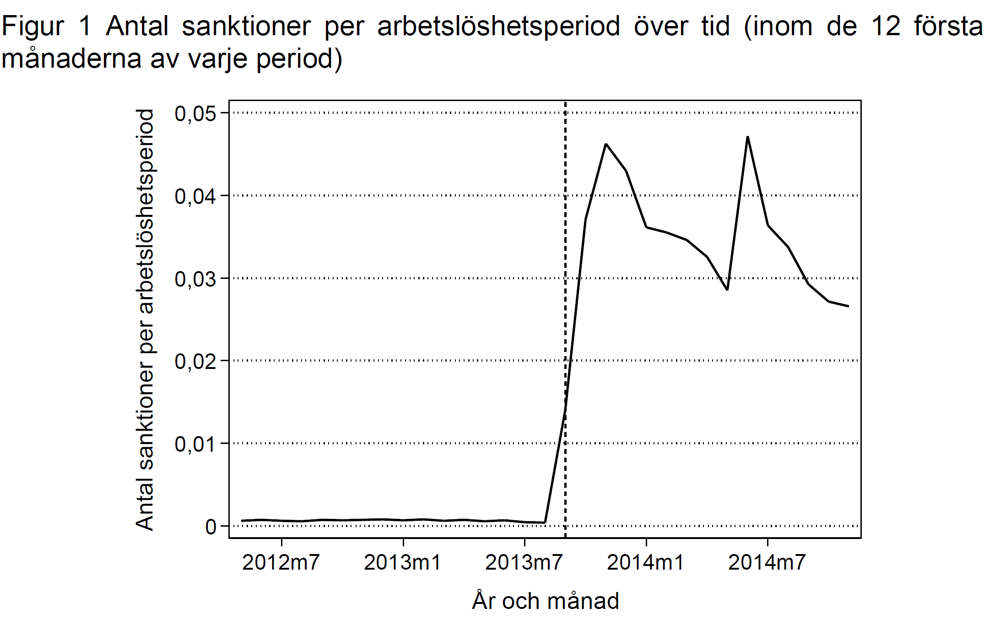 Figur 1 Antal sanktioner per arbetslöshetsperiod över tid (inom de 12 första
månaderna av varje period)
Antal sanktioner per arbetslöshetsperiod
0,05
0,04
0,03
0,02
0,01
0
2012m7
2013m1
2013m7
2014m1
2014m7
År och månad